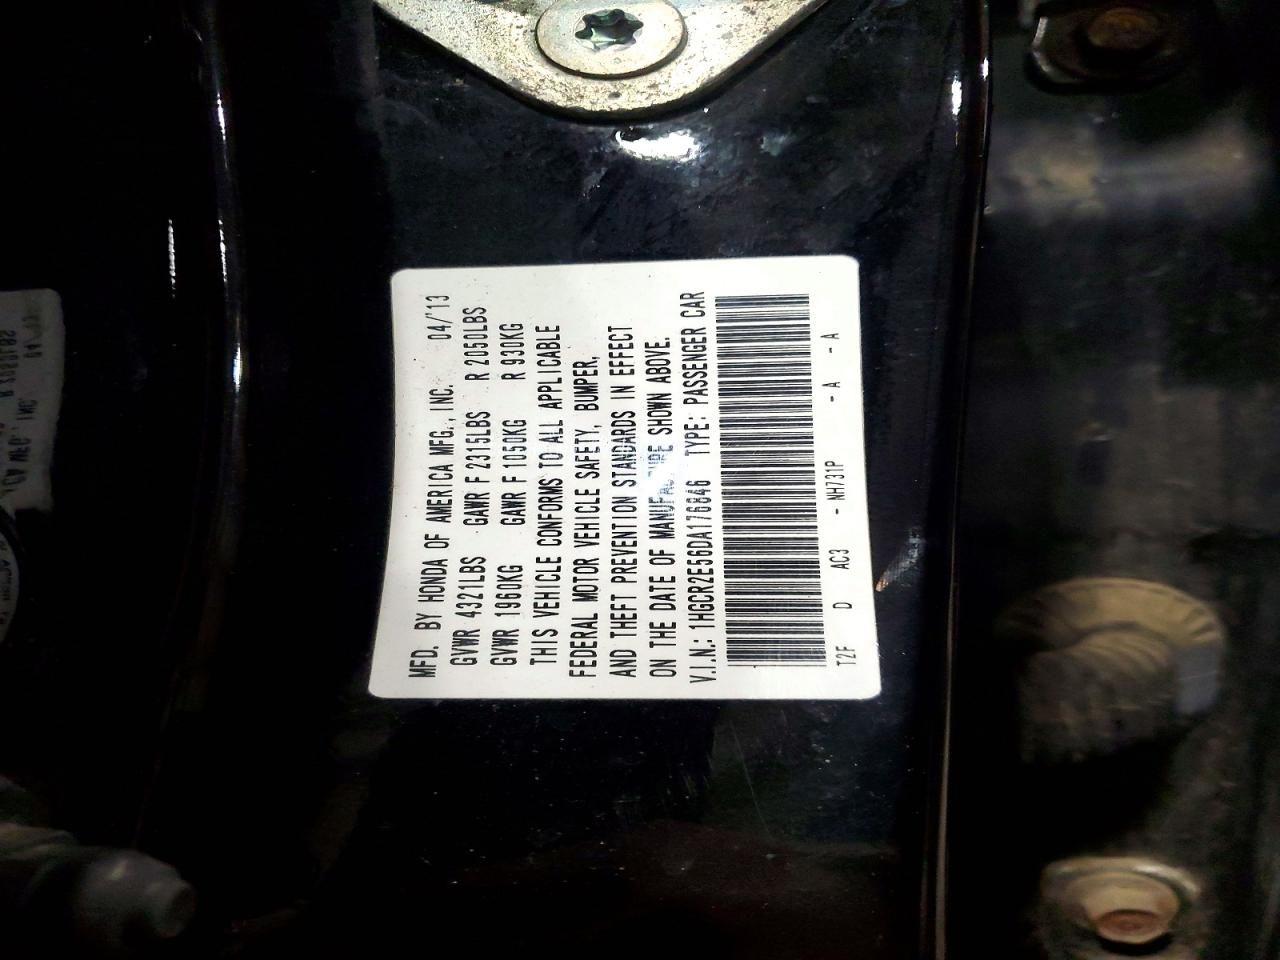 MFD. BY HONDA OF AMERICA MFG., INC. 04/'13
GVWR 4321LBS GAWR F 2315LBS R 2050LBS
GVWR 1960KG GAWR F 1050KG R 930KG
THIS VEHICLE CONFORMS TO ALL APPLICABLE
FEDERAL MOTOR VEHICLE SAFETY, BUMPER,
AND THEFT PREVENTION STANDARDS IN EFFECT
ON THE DATE OF MANUFACTURE SHOWN ABOVE.
V.I.N.: 1HGCR2E56DA176846 TYPE: PASSENGER CAR
T2F D AC3 - NH731P - A - A